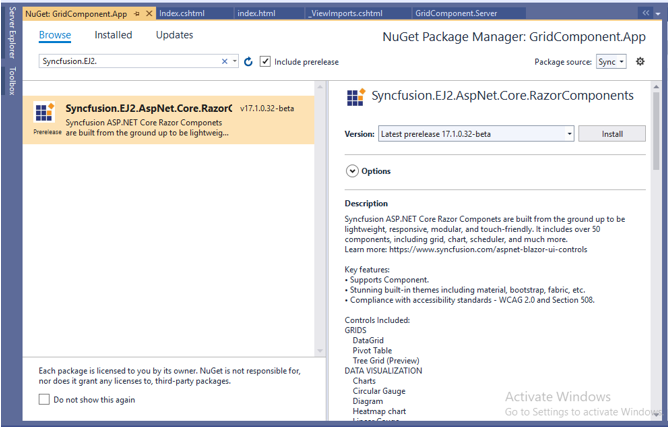 NuGet: GridComponent.App
Index.cshtml
index.html
_ViewImports.cshtml
GridComponent.Server
Server Explorer
Toolbox
Browse
Installed
Updates
NuGet Package Manager: GridComponent.App
Syncfusion.EJ2.
Include prerelease
Package source:
Sync
Syncfusion.EJ2.AspNet.Core.RazorC
v17.1.0.32-beta
Prerelease
Syncfusion ASP.NET Core Razor Componets
are built from the ground up to be lightweig...
Syncfusion.EJ2.AspNet.Core.RazorComponents
Version:
Latest prerelease 17.1.0.32-beta
Install
Options
Description
Syncfusion ASP.NET Core Razor Componets are built from the ground up to be
lightweight, responsive, modular, and touch-friendly. It includes over 50
components, including grid, chart, scheduler, and much more.
Learn more: https://www.syncfusion.com/aspnet-blazor-ui-controls
Key features:
• Supports Component.
• Stunning built-in themes including material, bootstrap, fabric, etc.
• Compliance with accessibility standards - WCAG 2.0 and Section 508.
Controls Included:
GRIDS
DataGrid
Pivot Table
Tree Grid (Preview)
DATA VISUALIZATION
Charts
Circular Gauge
Diagram
Heatmap chart
Each package is licensed to you by its owner. NuGet is not responsible for,
nor does it grant any licenses to, third-party packages.
Do not show this again
Activate Windows
Go to Settings to activate Windows